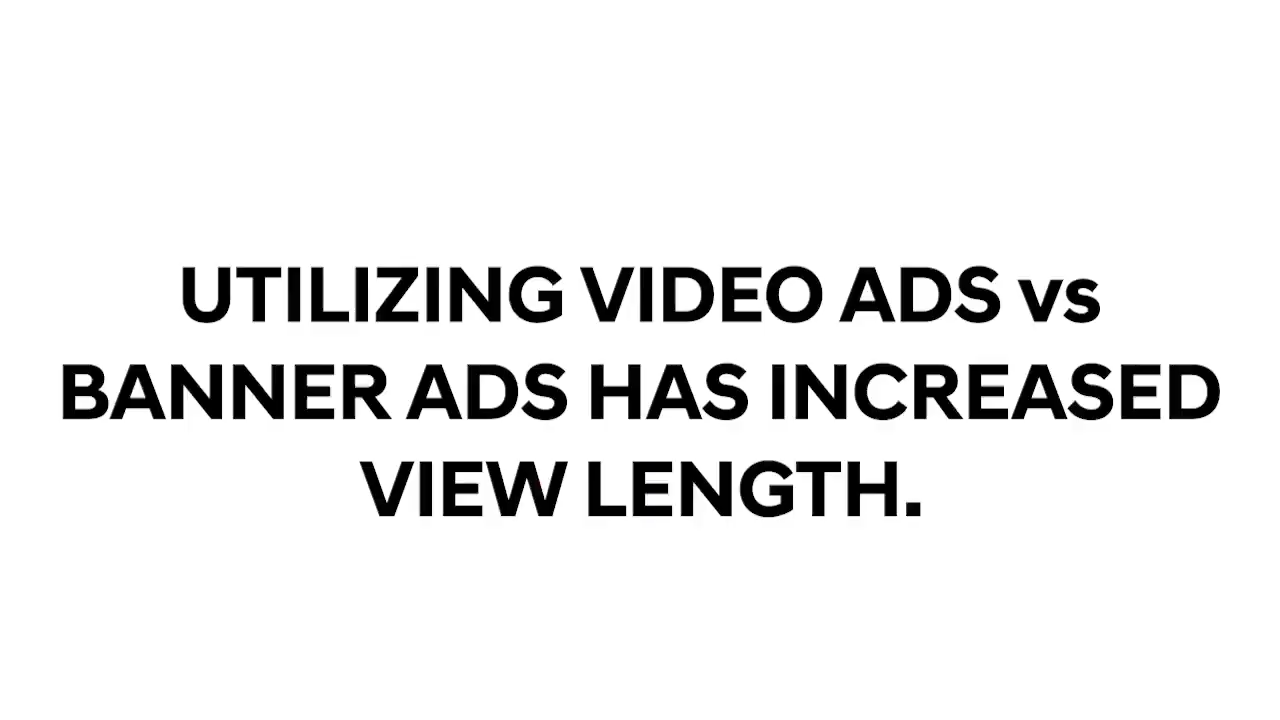 UTILIZING VIDEO ADS vs
BANNER ADS HAS INCREASED
VIEW LENGTH.